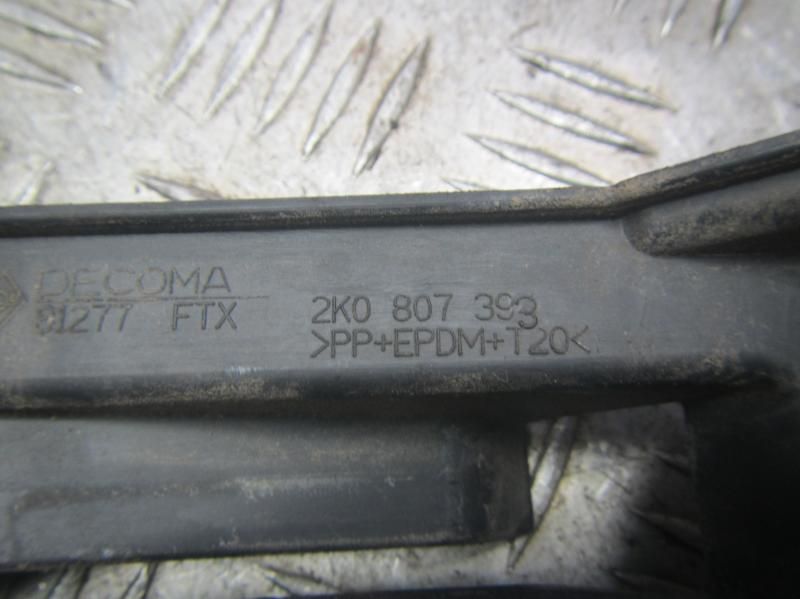 DECOMA
91277 FTX
2K0 807 393
>PP+EPDM+T20<